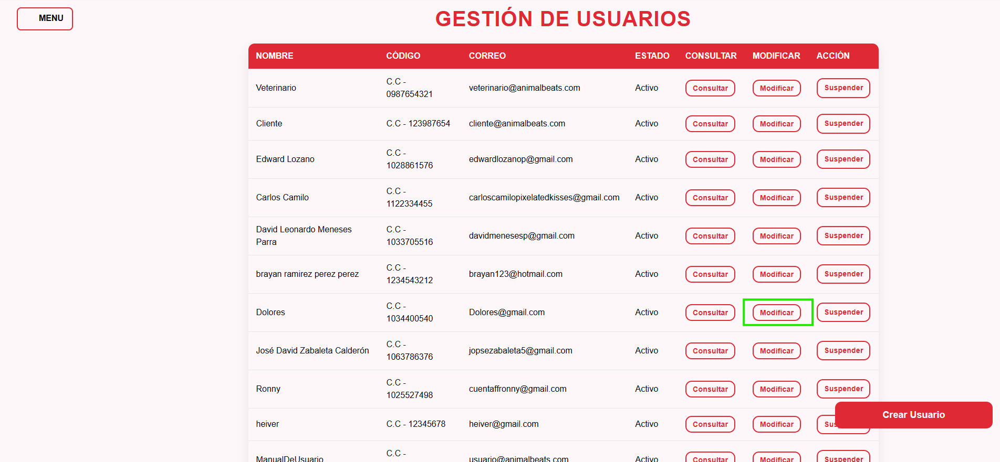 MENU
GESTIÓN DE USUARIOS
NOMBRE CÓDIGO CORREO ESTADO CONSULTAR MODIFICAR ACCIÓN
Veterinario C.C - 0987654321 veterinario@animalbeats.com Activo Consultar Modificar Suspender
Cliente C.C - 123987654 cliente@animalbeats.com Activo Consultar Modificar Suspender
Edward Lozano C.C - 1028861576 edwardlozanop@gmail.com Activo Consultar Modificar Suspender
Carlos Camilo C.C - 1122334455 carloscamilopixelatedkisses@gmail.com Activo Consultar Modificar Suspender
David Leonardo Meneses Parra C.C - 1033705516 davidmenesesp@gmail.com Activo Consultar Modificar Suspender
brayan ramirez perez perez C.C - 1234543212 brayan123@hotmail.com Activo Consultar Modificar Suspender
Dolores C.C - 1034400540 Dolores@gmail.com Activo Consultar Modificar Suspender
José David Zabaleta Calderón C.C - 1063786376 jopsezabaleta5@gmail.com Activo Consultar Modificar Suspender
Ronny C.C - 1025527498 cuentaffronny@gmail.com Activo Consultar Modificar Suspender
heiver C.C - 12345678 heiver@gmail.com Activo Consultar Modificar Sus
Crear Usuario
ManualDeUsuario C.C - usuario@animalbeats.com Activo Consultar Modificar Suspender